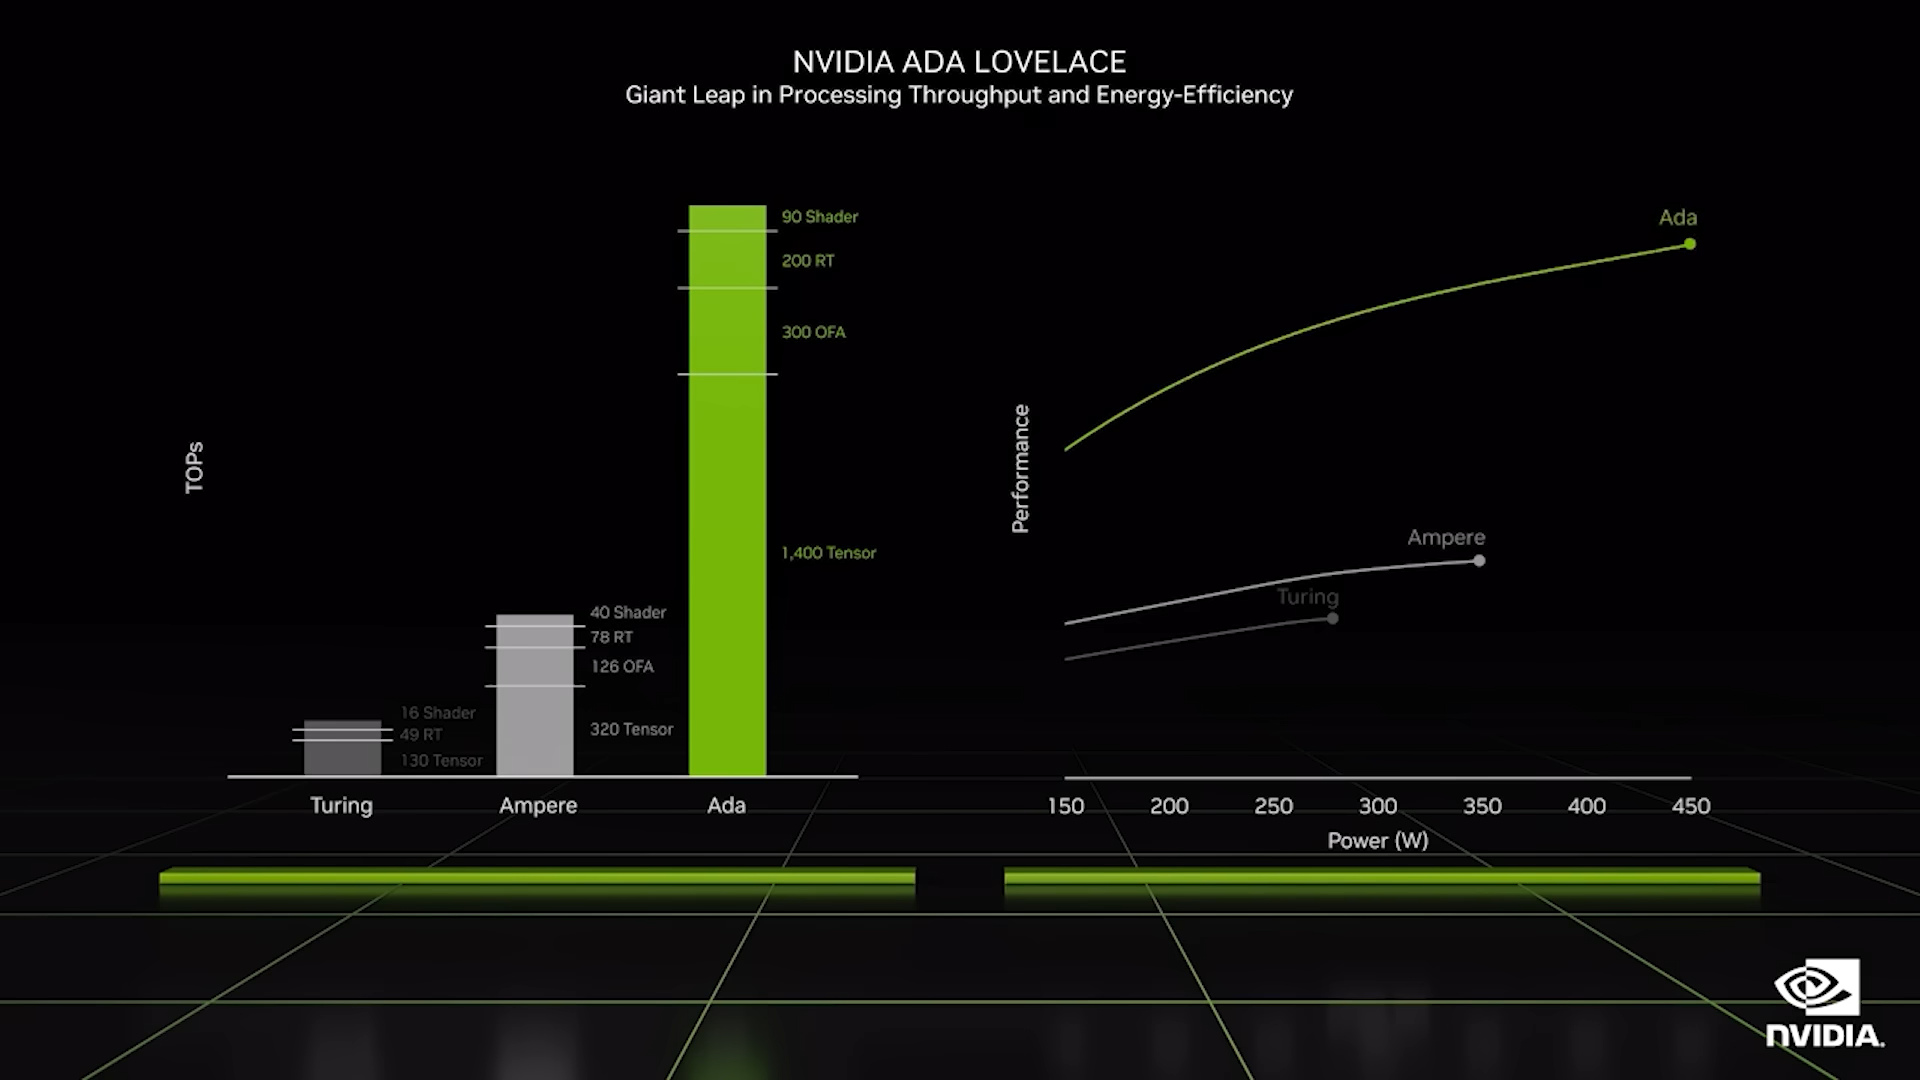 NVIDIA ADA LOVELACE
Giant Leap in Processing Throughput and Energy-Efficiency
TOPs
90 Shader
200 RT
300 OFA
1,400 Tensor
40 Shader
78 RT
126 OFA
320 Tensor
16 Shader
49 RT
130 Tensor
Turing
Ampere
Ada
Performance
Ada
Ampere
Turing
150 200 250 300 350 400 450
Power (W)
NVIDIA.